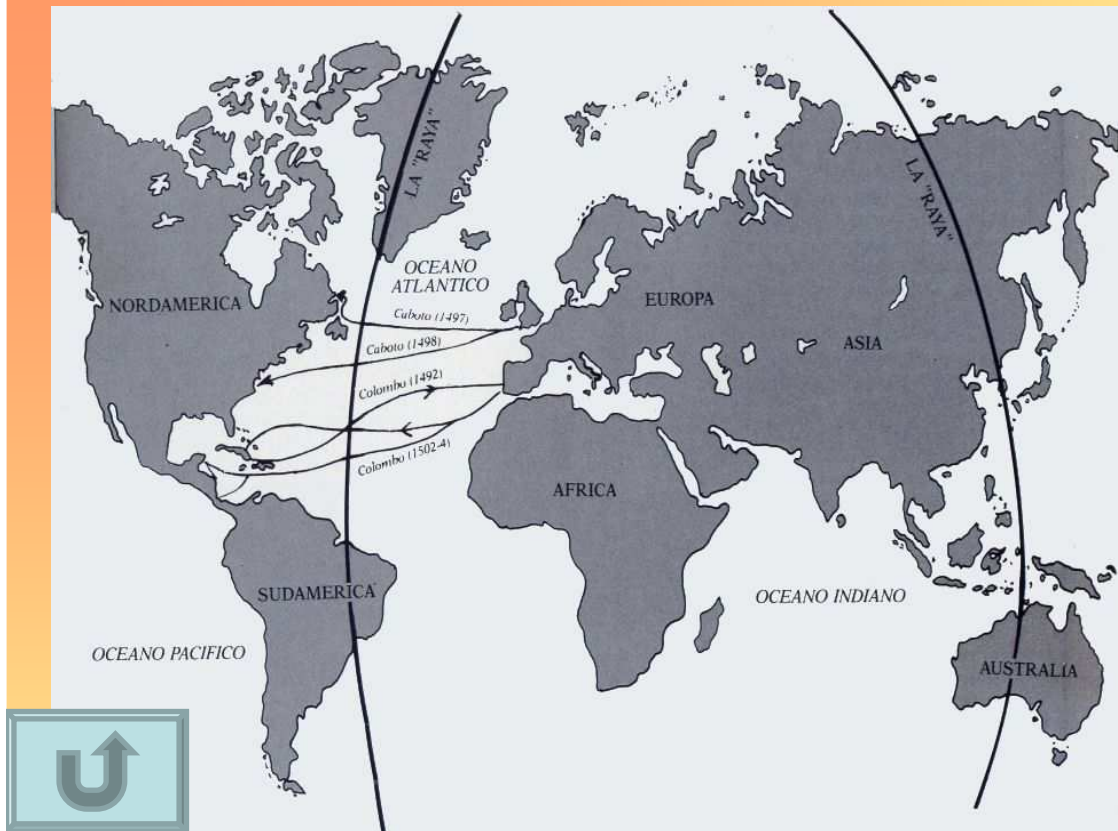 LA "RAYA"
LA "RAYA"
OCEANO
ATLANTICO
NORDAMERICA
EUROPA
Caboto (1497)
Caboto (1498)
ASIA
Colombo (1492)
Colombo (1502-4)
AFRICA
SUDAMERICA
OCEANO INDIANO
OCEANO PACIFICO
AUSTRALIA